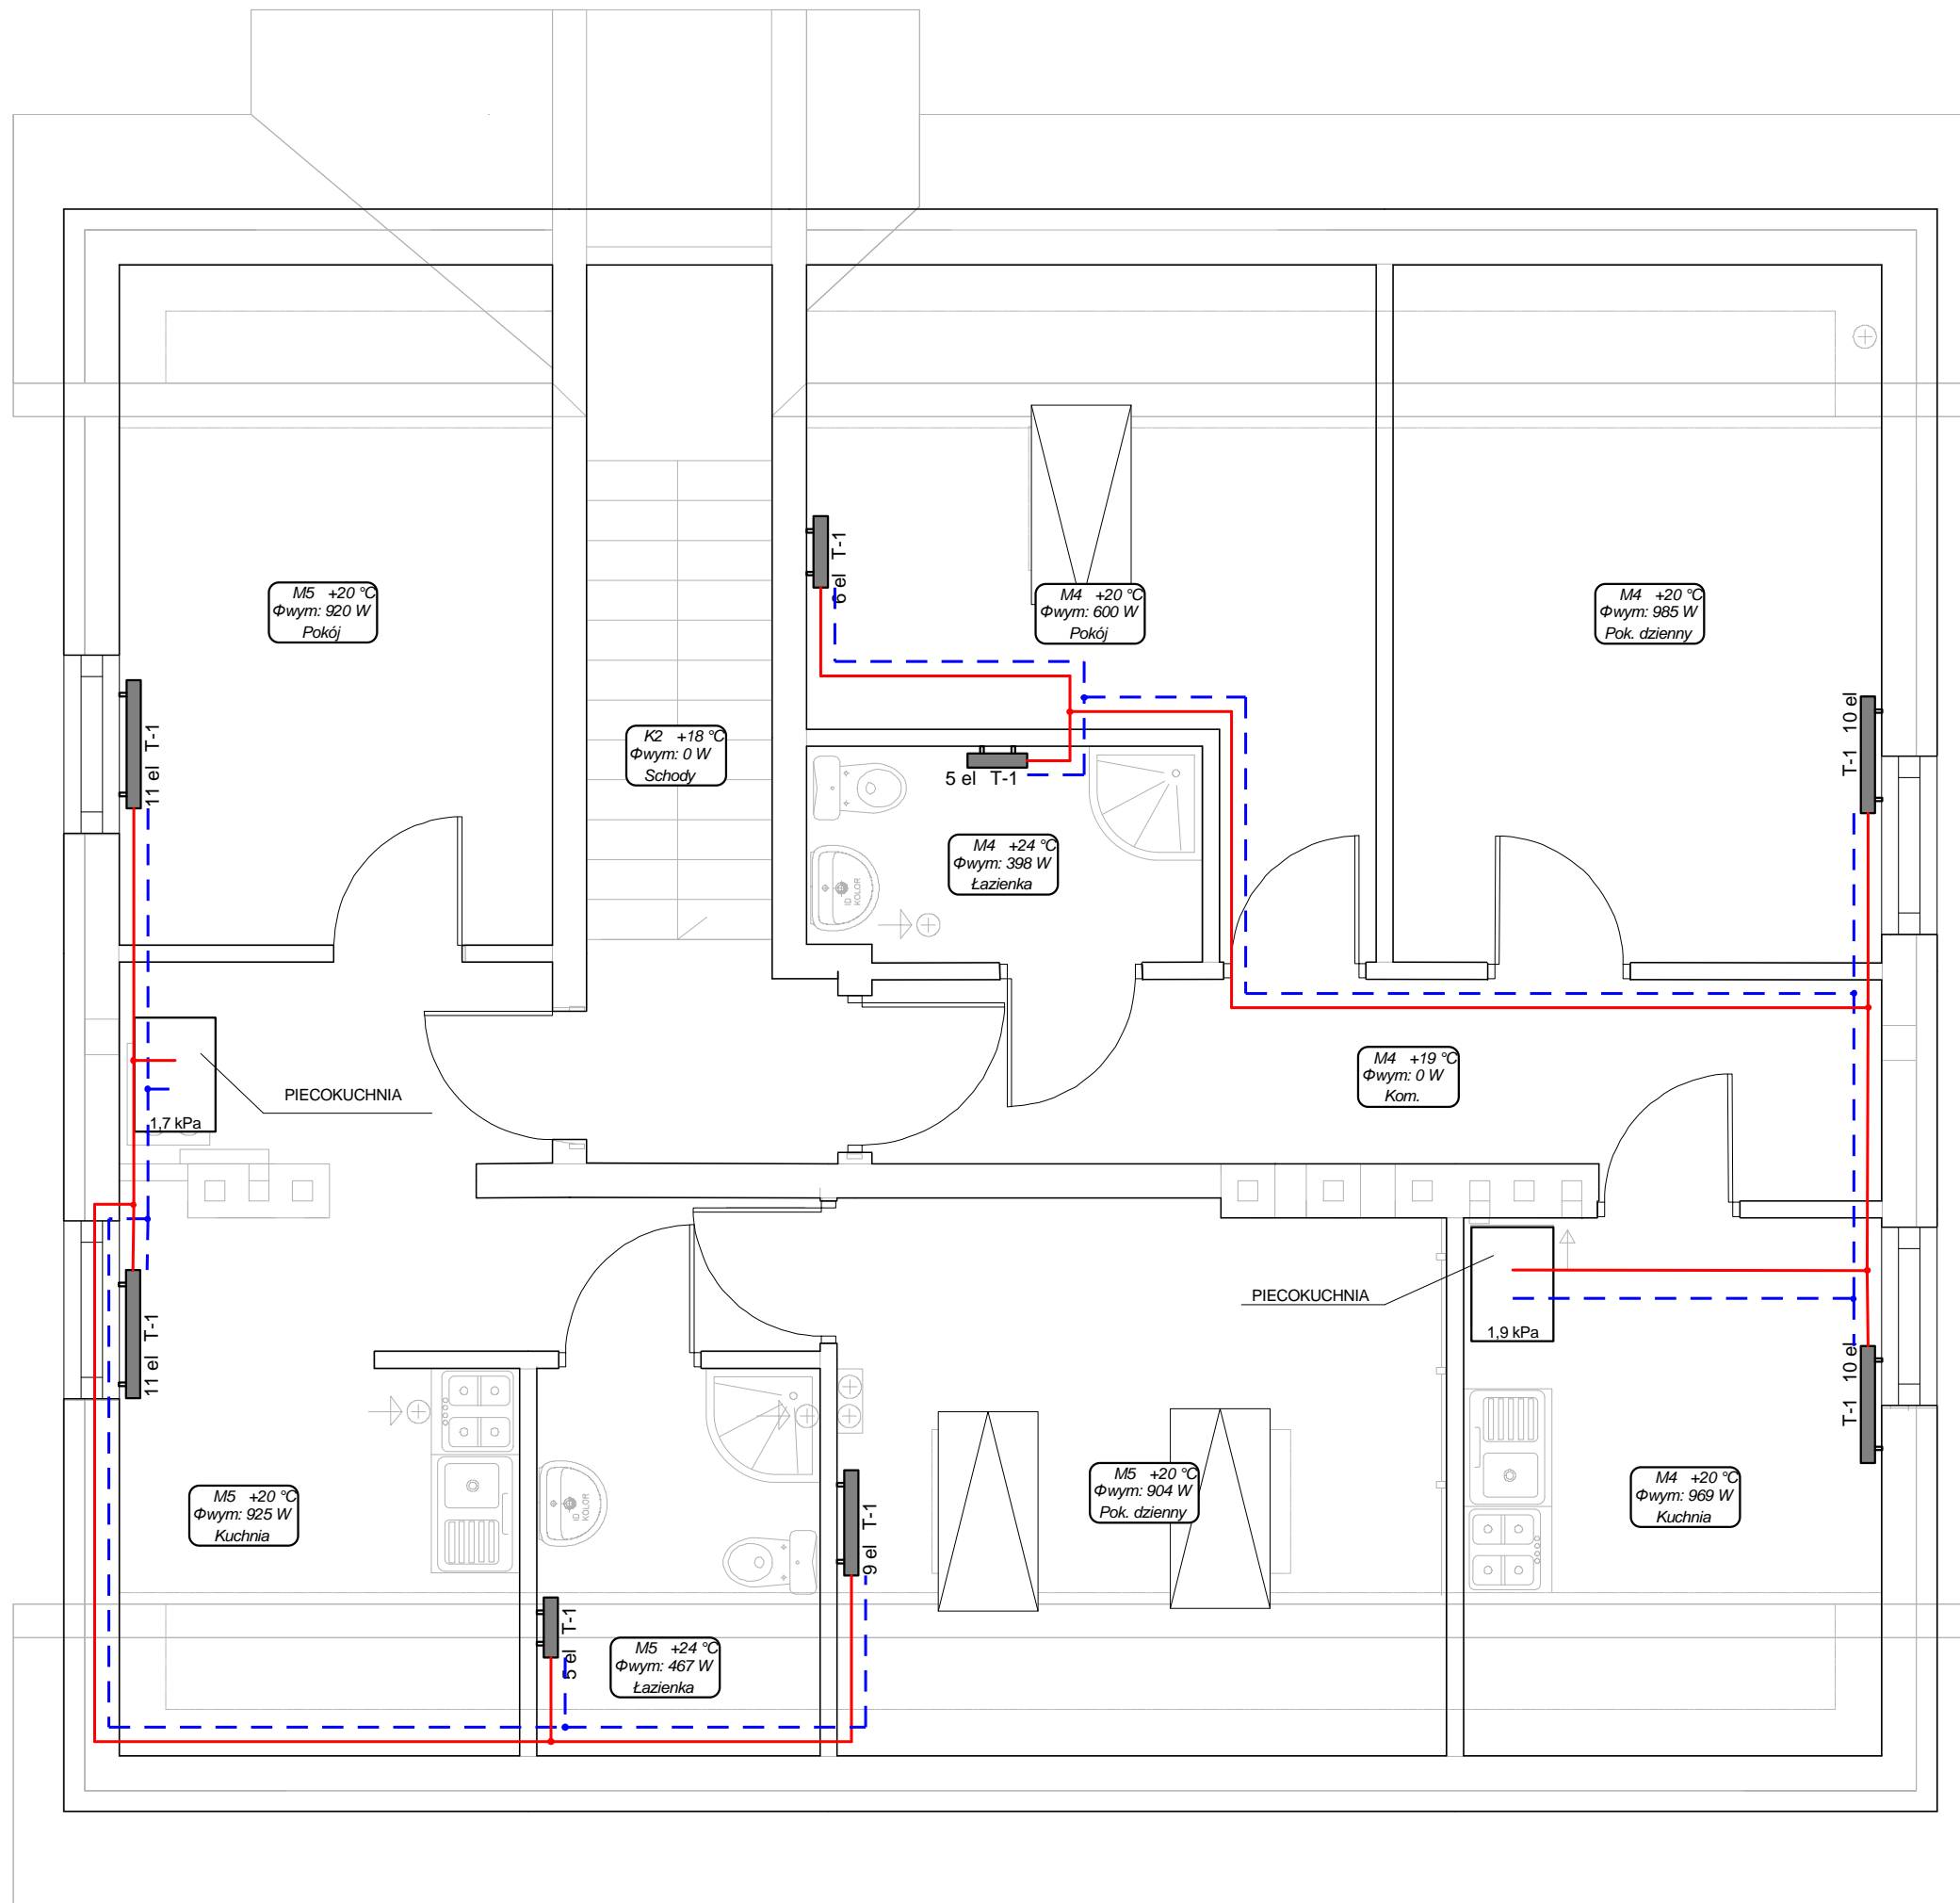 6 el   T-1
M5   +20 °C
Φwym: 920 W
Pokój
M4   +20 °C
Φwym: 600 W
Pokój
M4   +20 °C
Φwym: 985 W
Pok. dzienny
11 el   T-1
K2   +18 °C
Φwym: 0 W
Schody
5 el   T-1
T-1   10 el
M4   +24 °C
Φwym: 398 W
Łazienka
ID
KOLOR
PIECOKUCHNIA
1,7 kPa
M4   +19 °C
Φwym: 0 W
Kom.
PIECOKUCHNIA
1,9 kPa
11 el   T-1
T-1   10 el
M5   +20 °C
Φwym: 925 W
Kuchnia
ID
KOLOR
9 el   T-1
M5   +20 °C
Φwym: 904 W
Pok. dzienny
M4   +20 °C
Φwym: 969 W
Kuchnia
5 el   T-1
M5   +24 °C
Φwym: 467 W
Łazienka